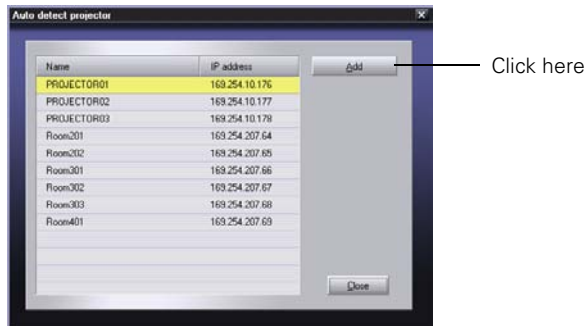 Auto detect projector
Name IP address Add Click here
PROJECTOR01 169.254.10.176
PROJECTOR02 169.254.10.177
PROJECTOR03 169.254.10.178
Room201 169.254.207.64
Room202 169.254.207.65
Room301 169.254.207.66
Room302 169.254.207.67
Room303 169.254.207.68
Room401 169.254.207.69
Close